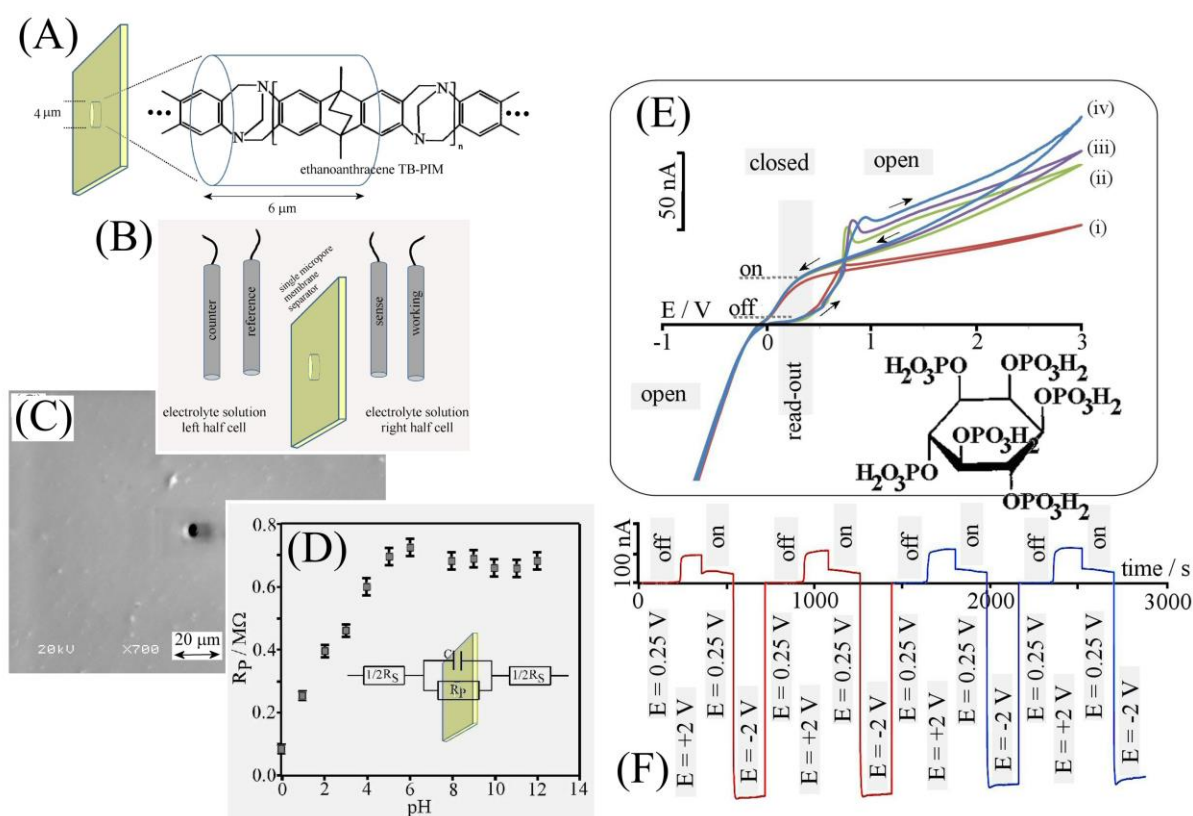 (A)
4 µm
N
N
N
N
n
ethanoanthracene TB-PIM
6 µm
(B)
counter
reference
single micropore
membrane
separator
sense
working
electrolyte solution
left half cell
electrolyte solution
right half cell
(C)
20kV X700 20 µm
(D)
0.8
0.6
0.4
0.2
0.0
Rp / MΩ
0 2 4 6 8 10 12 14
pH
1/2RS
C
Rp
1/2RS
(E)
50 nA
closed
open
(iv)
(iii)
(ii)
(i)
on
off
E / V
-1 0 1 2 3
open
read-out
H2O3PO
OPO3H2
OPO3H2
OPO3H2
H2O3PO
OPO3H2
(F)
100 nA
off
on
off
on
off
on
off
on
time / s
0 1000 2000 3000
E = 0.25 V
E = +2 V
E = 0.25 V
E = -2 V
E = 0.25 V
E = +2 V
E = 0.25 V
E = -2 V
E = 0.25 V
E = +2 V
E = 0.25 V
E = -2 V
E = 0.25 V
E = +2 V
E = 0.25 V
E = -2 V